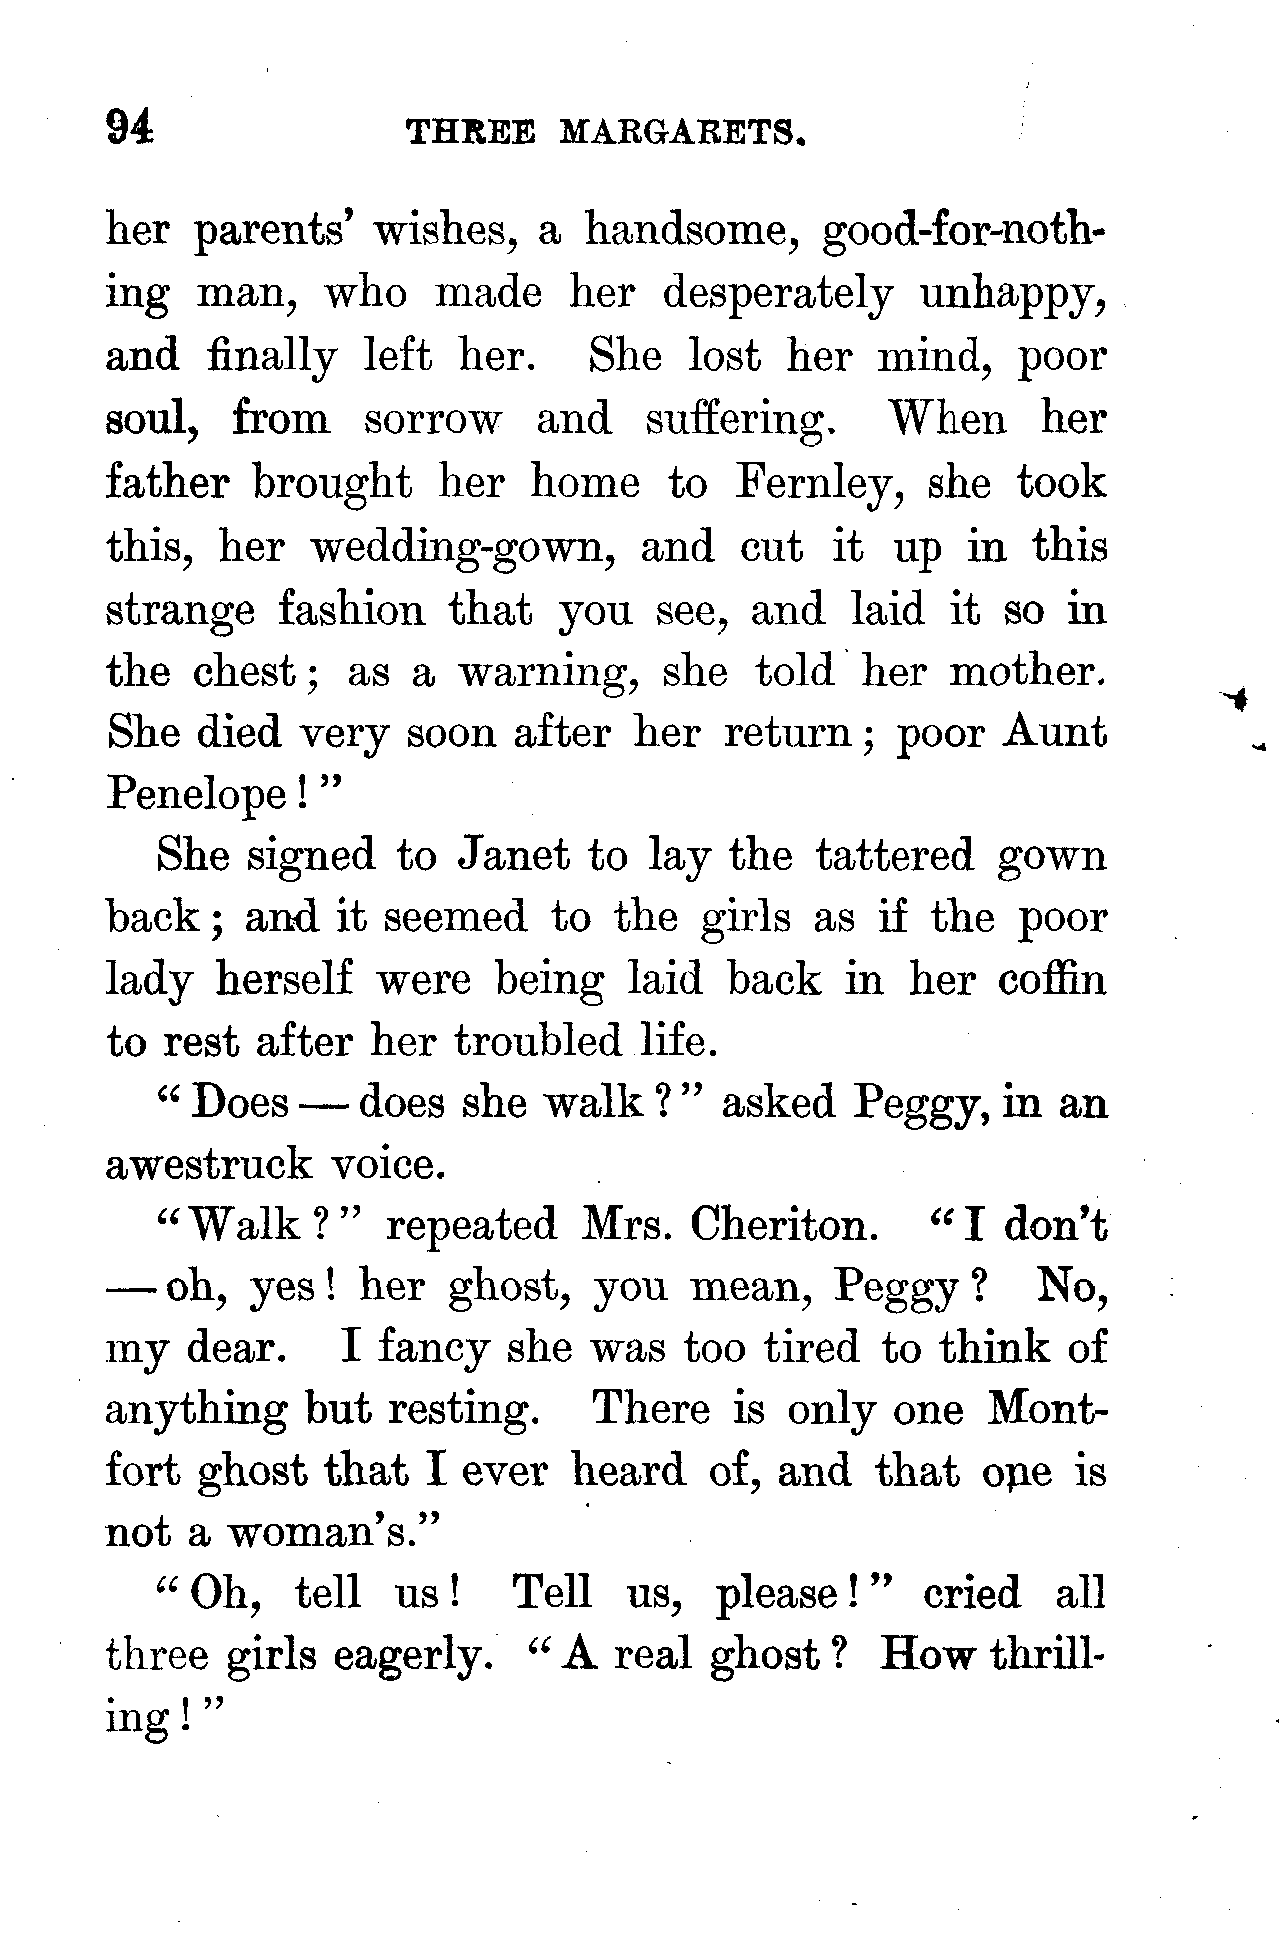 94 THREE MARGARETS.
her parents' wishes, a handsome, good-for-noth-
ing man, who made her desperately unhappy,
and finally left her. She lost her mind, poor
soul, from sorrow and suffering. When her
father brought her home to Fernley, she took
this, her wedding-gown, and cut it up in this
strange fashion that you see, and laid it so in
the chest; as a warning, she told her mother.
She died very soon after her return; poor Aunt
Penelope!"
She signed to Janet to lay the tattered gown
back; and it seemed to the girls as if the poor
lady herself were being laid back in her coffin
to rest after her troubled life.
"Does — does she walk?" asked Peggy, in an
awestruck voice.
"Walk?" repeated Mrs. Cheriton. "I don't
— oh, yes! her ghost, you mean, Peggy? No,
my dear. I fancy she was too tired to think of
anything but resting. There is only one Mont-
fort ghost that I ever heard of, and that one is
not a woman's."
"Oh, tell us! Tell us, please!" cried all
three girls eagerly. "A real ghost? How thrill-
ing!"